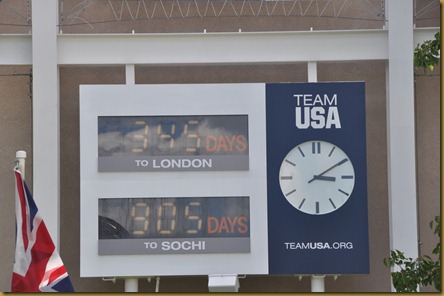 TEAM
USA
345 DAYS
TO LONDON
905 DAYS
TO SOCHI
TEAMUSA.ORG